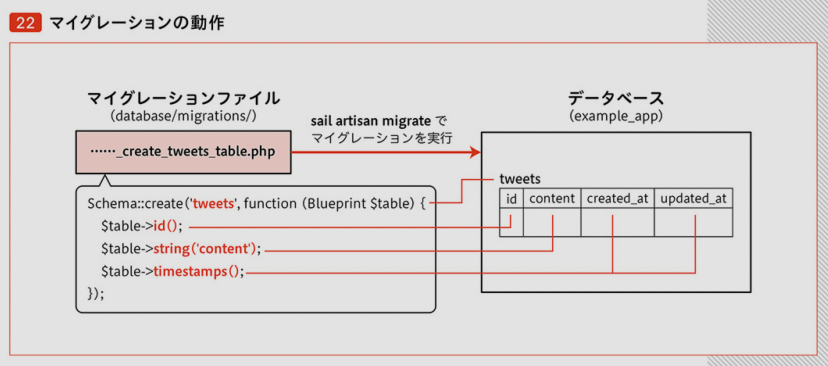 22 マイグレーションの動作
マイグレーションファイル
(database/migrations/)
……_create_tweets_table.php
sail artisan migrate で
マイグレーションを実行
データベース
(example_app)
Schema::create('tweets', function (Blueprint $table) {
$table->id();
$table->string('content');
$table->timestamps();
});
tweets
id content created_at updated_at